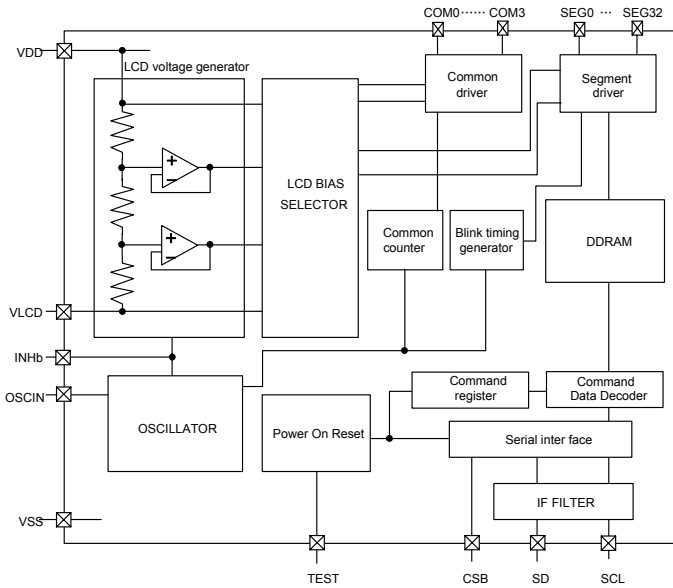 COM0 ······ COM3 SEG0 ··· SEG32
VDD
LCD voltage generator
Common
driver
Segment
driver
+
−
LCD BIAS
SELECTOR
Common
counter
Blink timing
generator
DDRAM
+
−
VLCD
INHb
OSCIN
OSCILLATOR
Power On Reset
Command
register
Command
Data Decoder
Serial inter face
IF FILTER
VSS
TEST CSB SD SCL